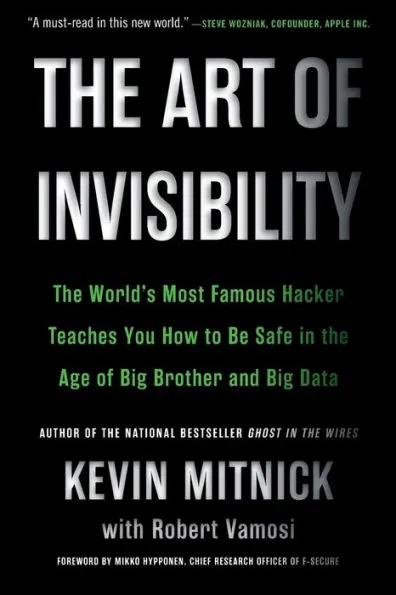 “A must-read in this new world.” —STEVE WOZNIAK, COFOUNDER, APPLE INC.
THE ART OF
INVISIBILITY
The World’s Most Famous Hacker
Teaches You How to Be Safe in the
Age of Big Brother and Big Data
AUTHOR OF THE NATIONAL BESTSELLER GHOST IN THE WIRES
KEVIN MITNICK
with Robert Vamosi
FOREWORD BY MIKKO HYPPONEN, CHIEF RESEARCH OFFICER OF F-SECURE